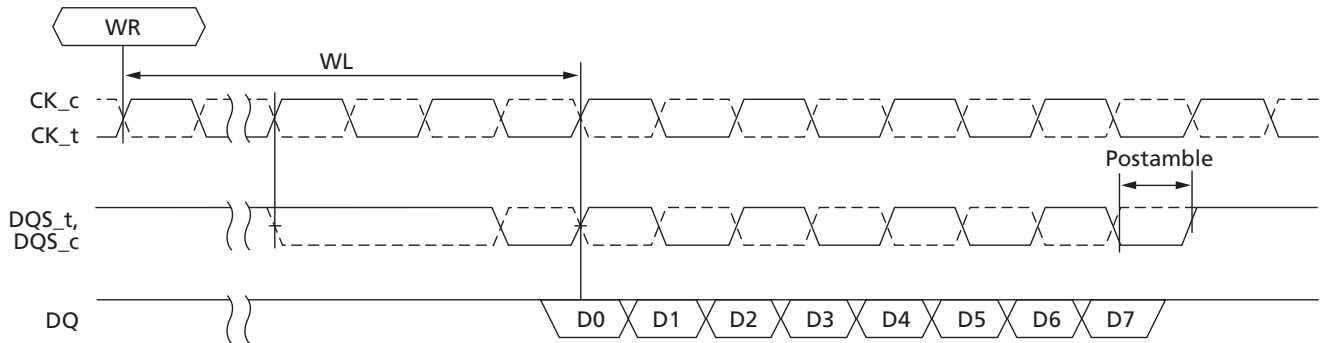 WR
WL
CK_c
CK_t
Postamble
DQS_t,
DQS_c
DQ
D0 D1 D2 D3 D4 D5 D6 D7